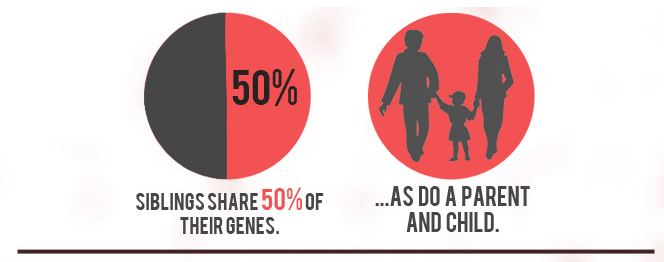 50%
SIBLINGS SHARE 50% OF
THEIR GENES.
...AS DO A PARENT
AND CHILD.